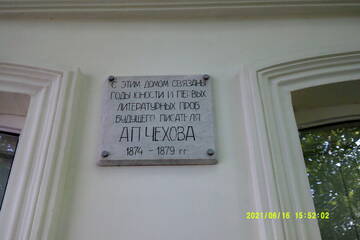 С ЭТИМ ДОМОМ СВЯЗАНЫ
ГОДЫ ЮНОСТИ И ПЕРВЫХ
ЛИТЕРАТУРНЫХ ПРОБ
БУДУЩЕГО ПИСАТЕЛЯ
А.П.ЧЕХОВА
1874 - 1879 гг.
2021/06/16 15:52:02